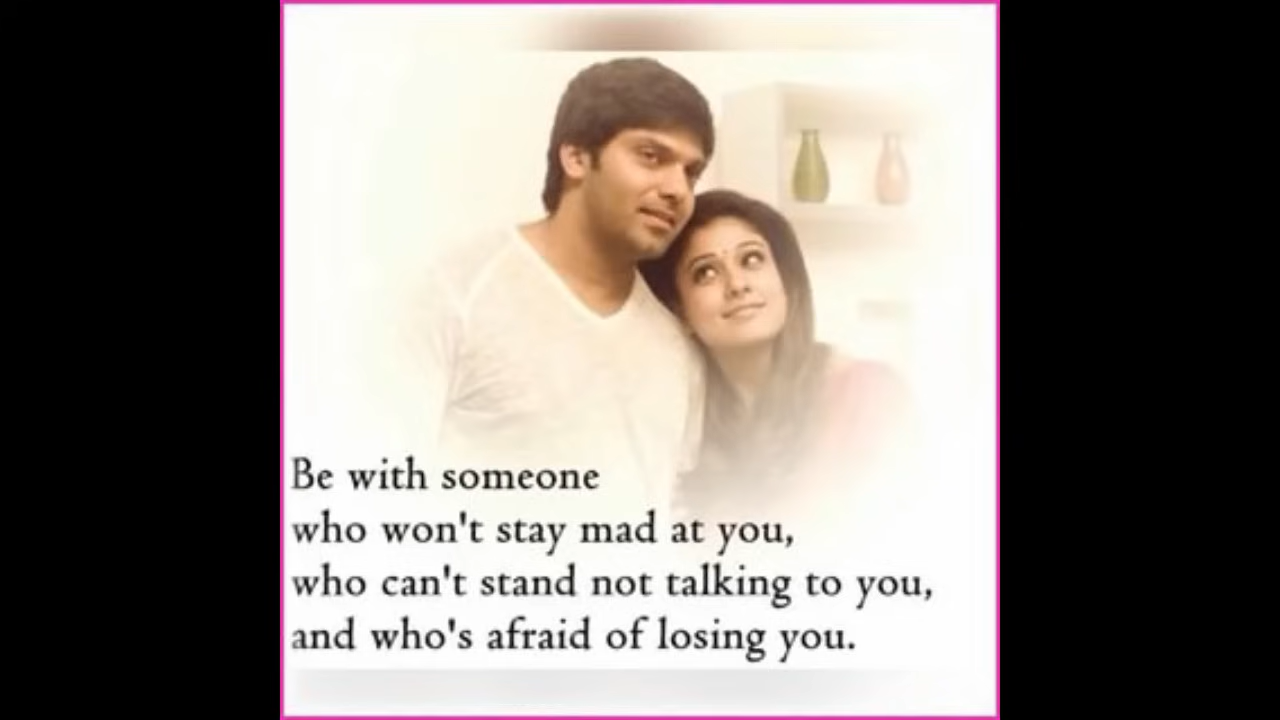 Be with someone
who won't stay mad at you,
who can't stand not talking to you,
and who's afraid of losing you.